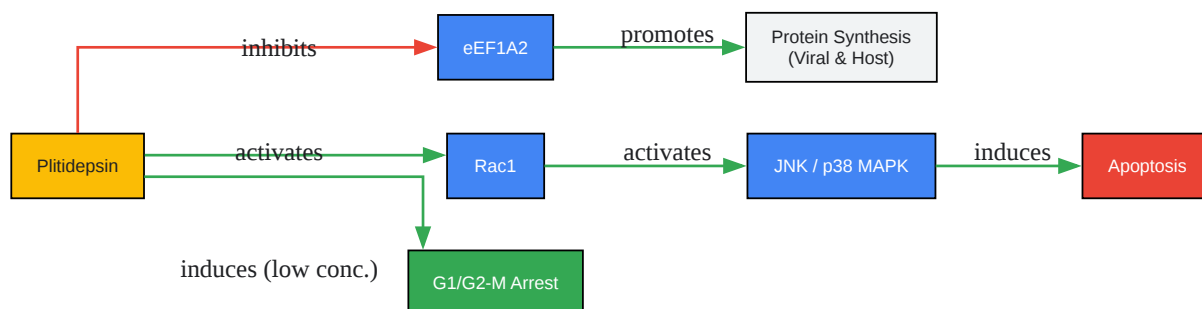 inhibits
eEF1A2
promotes
Protein Synthesis
(Viral & Host)
Plitidepsin
activates
Rac1
activates
JNK / p38 MAPK
induces
Apoptosis
induces (low conc.)
G1/G2-M Arrest